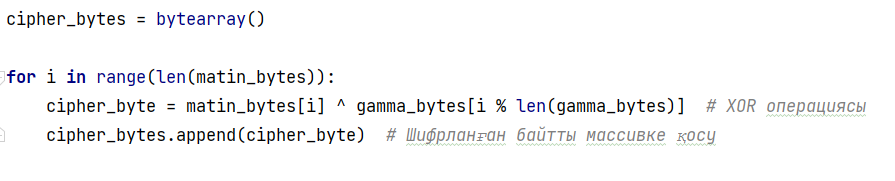 cipher_bytes = bytearray()
for i in range(len(matin_bytes)):
    cipher_byte = matin_bytes[i] ^ gamma_bytes[i % len(gamma_bytes)]  # XOR операциясы
    cipher_bytes.append(cipher_byte)  # Шифрланған байтты массивке қосу